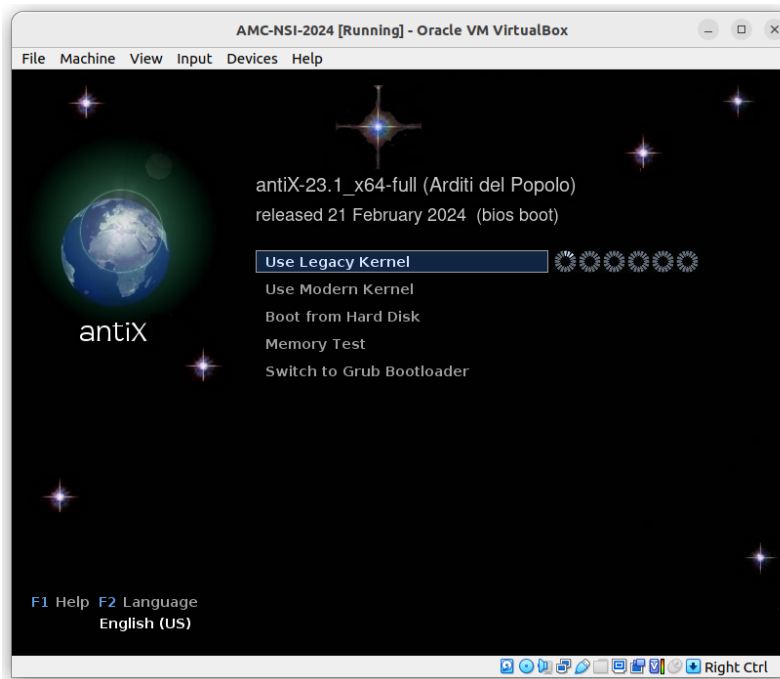 AMC-NSI-2024 [Running] - Oracle VM VirtualBox
File Machine View Input Devices Help
antiX-23.1_x64-full (Arditi del Popolo)
released 21 February 2024 (bios boot)
Use Legacy Kernel
Use Modern Kernel
Boot from Hard Disk
Memory Test
Switch to Grub Bootloader
antiX
F1 Help F2 Language
English (US)
Right Ctrl